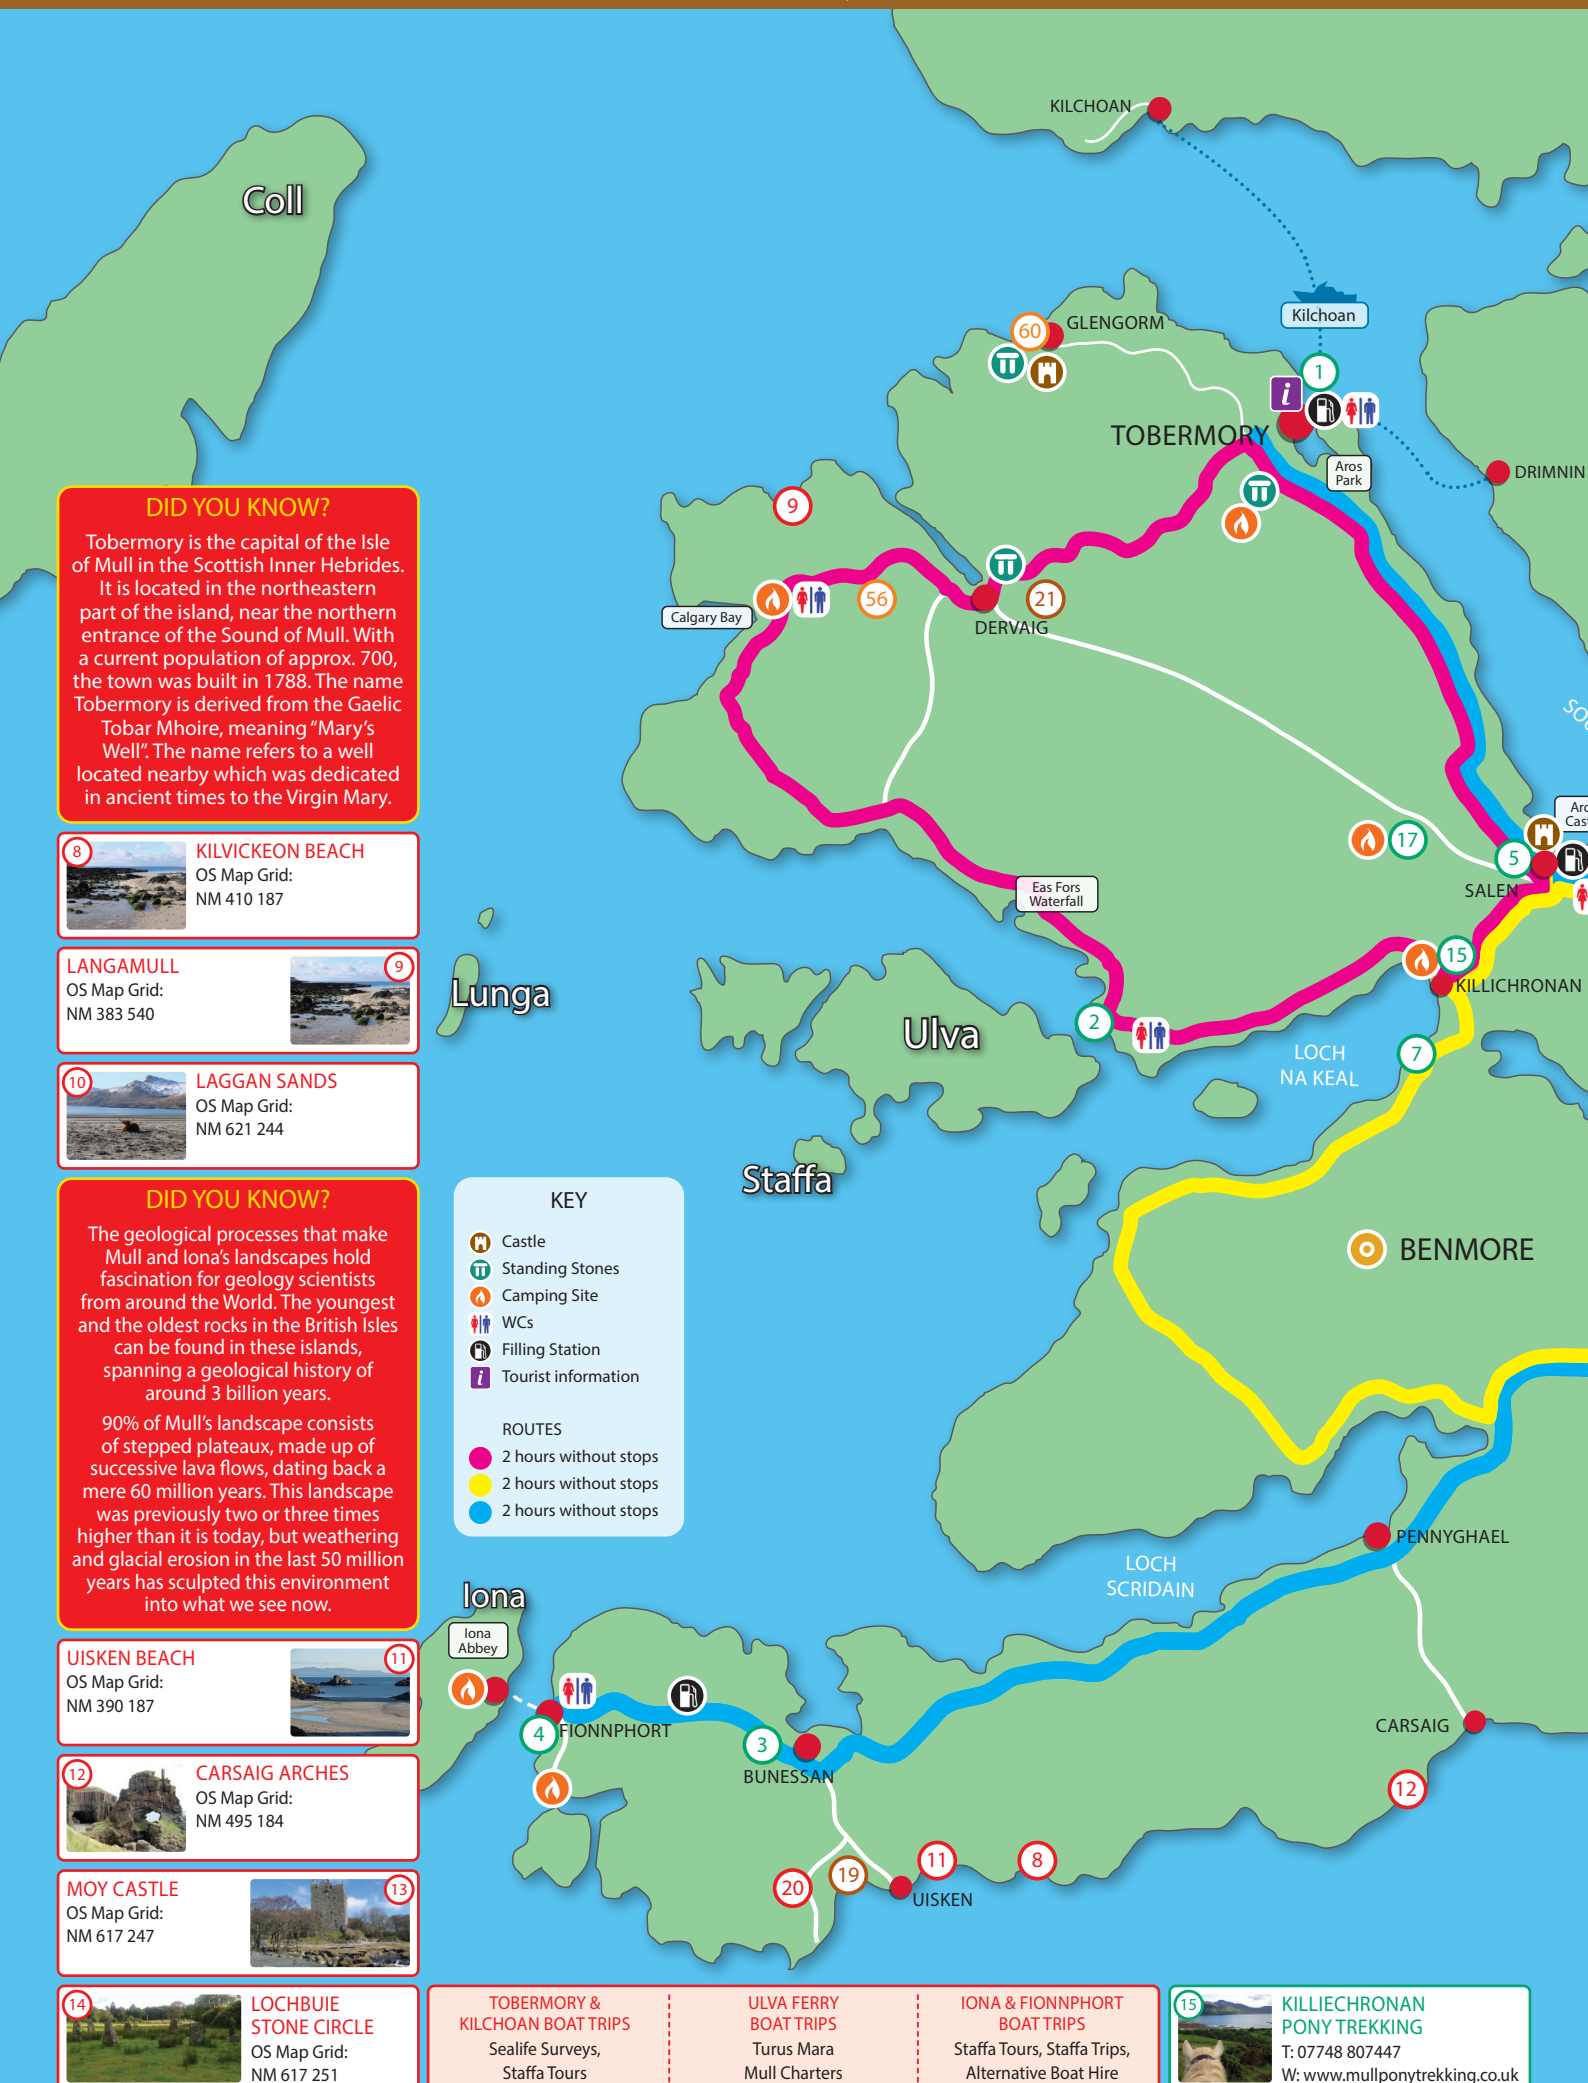 KILCHOAN
Coll
Kilchoan
60
GLENGORM
1
i
TOBERMORY
Aros
Park
DRIMNIN
9
Calgary Bay
56
21
DERVAIG
17
5
SALEN
Eas Fors
Waterfall
15
KILLICHRONAN
2
7
LOCH
NA KEAL
Lunga
Ulva
Staffa
BENMORE
LOCH
SCRIDAIN
PENNYGHAEL
Iona
Iona
Abbey
4
FIONNPHORT
3
BUNESSAN
CARSAIG
12
11
8
19
20
UISKEN
DID YOU KNOW?
Tobermory is the capital of the Isle
of Mull in the Scottish Inner Hebrides.
It is located in the northeastern
part of the island, near the northern
entrance of the Sound of Mull. With
a current population of approx. 700,
the town was built in 1788. The name
Tobermory is derived from the Gaelic
Tobar Mhoire, meaning “Mary’s
Well”. The name refers to a well
located nearby which was dedicated
in ancient times to the Virgin Mary.
8
KILVICKEON BEACH
OS Map Grid:
NM 410 187
LANGAMULL
OS Map Grid:
NM 383 540
9
10
LAGGAN SANDS
OS Map Grid:
NM 621 244
DID YOU KNOW?
The geological processes that make
Mull and Iona’s landscapes hold
fascination for geology scientists
from around the World. The youngest
and the oldest rocks in the British Isles
can be found in these islands,
spanning a geological history of
around 3 billion years.
90% of Mull’s landscape consists
of stepped plateaux, made up of
successive lava flows, dating back a
mere 60 million years. This landscape
was previously two or three times
higher than it is today, but weathering
and glacial erosion in the last 50 million
years has sculpted this environment
into what we see now.
KEY
Castle
Standing Stones
Camping Site
WCs
Filling Station
i Tourist information
ROUTES
2 hours without stops
2 hours without stops
2 hours without stops
UISKEN BEACH
OS Map Grid:
NM 390 187
11
12
CARSAIG ARCHES
OS Map Grid:
NM 495 184
MOY CASTLE
OS Map Grid:
NM 617 247
13
14
LOCHBUIE
STONE CIRCLE
OS Map Grid:
NM 617 251
TOBERMORY &
KILCHOAN BOAT TRIPS
Sealife Surveys,
Staffa Tours
ULVA FERRY
BOAT TRIPS
Turus Mara
Mull Charters
IONA & FIONNPHORT
BOAT TRIPS
Staffa Tours, Staffa Trips,
Alternative Boat Hire
15
KILLIECHRONAN
PONY TREKKING
T: 07748 807447
W: www.mullponytrekking.co.uk